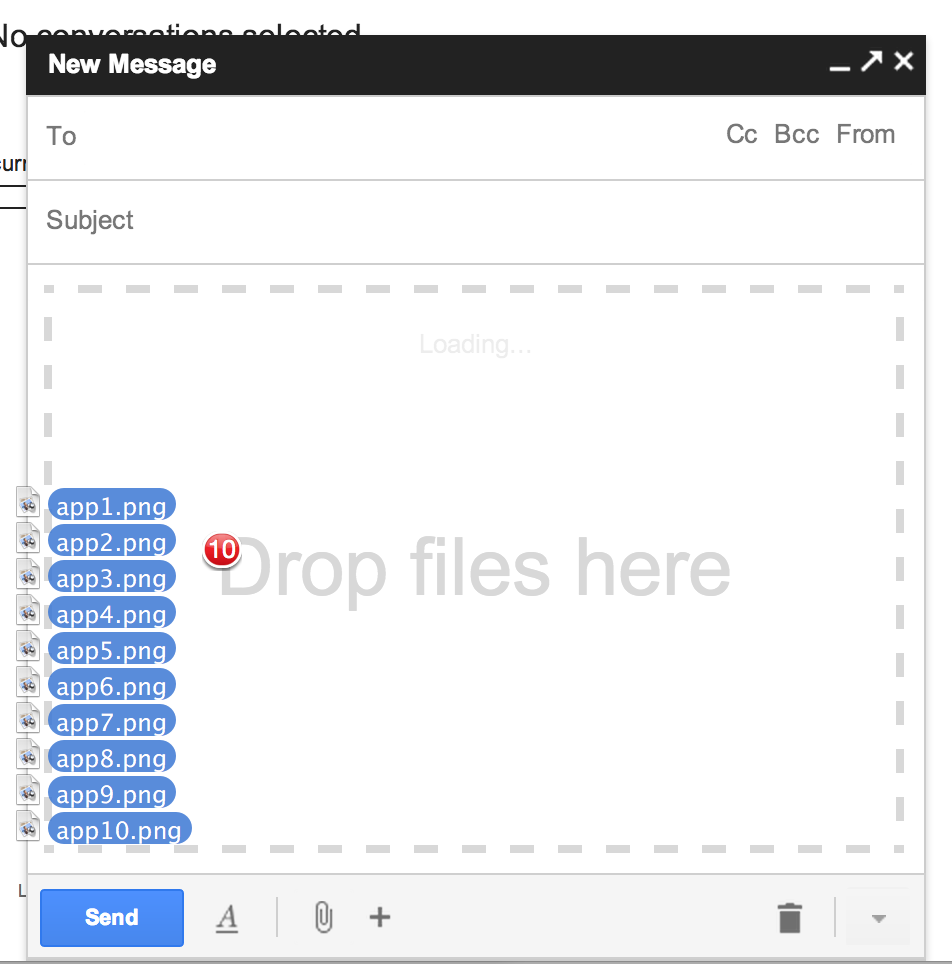 No conversations selected
New Message
To Cc Bcc From
Subject
Loading...
app1.png
app2.png
10
Drop files here
app3.png
app4.png
app5.png
app6.png
app7.png
app8.png
app9.png
app10.png
Send A